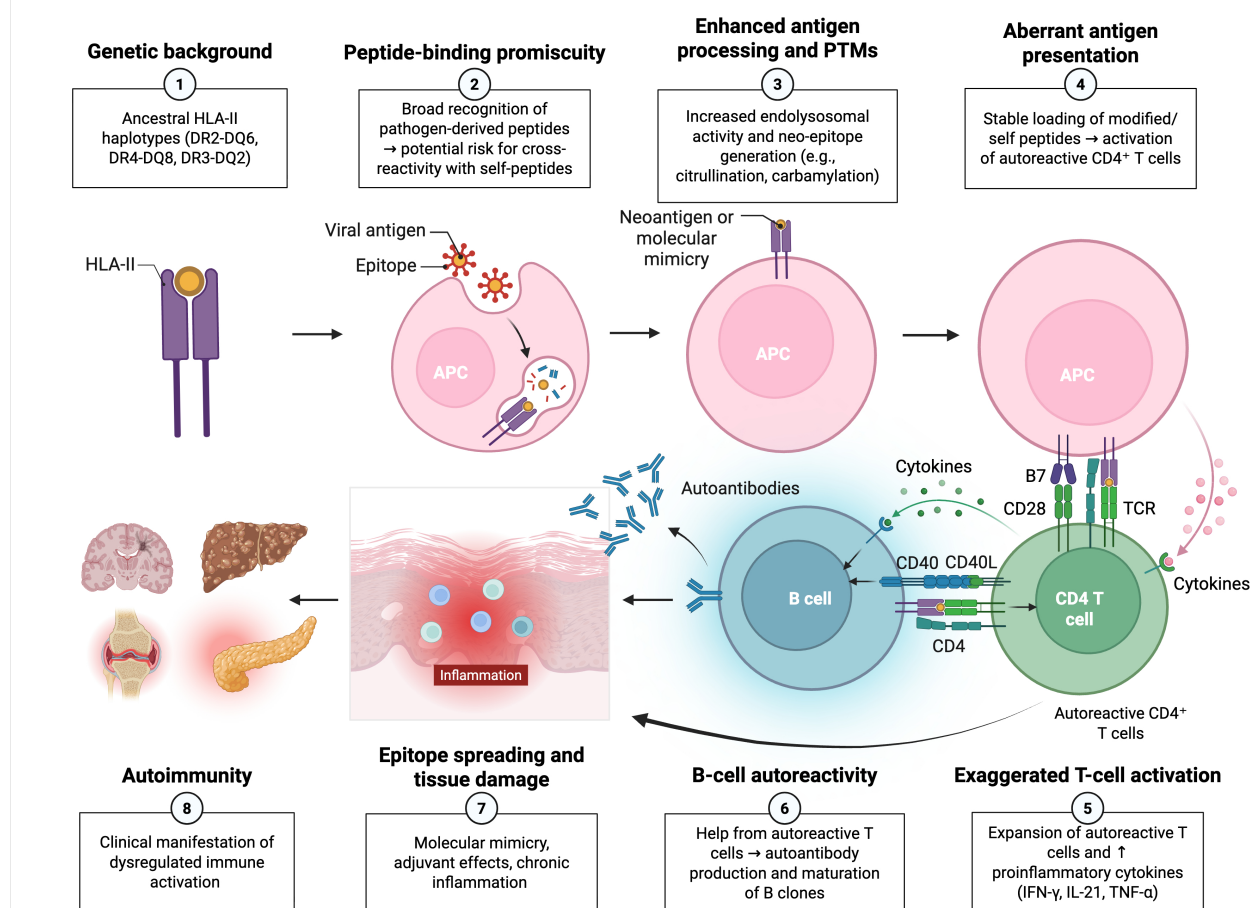 Genetic background
1
Ancestral HLA-II
haplotypes (DR2-DQ6,
DR4-DQ8, DR3-DQ2)
Peptide-binding promiscuity
2
Broad recognition of
pathogen-derived peptides
→ potential risk for cross-
reactivity with self-peptides
Enhanced antigen
processing and PTMs
3
Increased endolysosomal
activity and neo-epitope
generation (e.g.,
citrullination, carbamylation)
Aberrant antigen
presentation
4
Stable loading of modified/
self peptides → activation
of autoreactive CD4⁺ T cells
HLA-II
Viral antigen
Epitope
APC
Neoantigen or
molecular
mimicry
APC
APC
B7
CD28
TCR
Cytokines
Cytokines
Autoantibodies
CD40 CD40L
B cell
CD4 T
cell
CD4
Autoreactive CD4⁺
T cells
Inflammation
Autoimmunity
8
Clinical manifestation of
dysregulated immune
activation
Epitope spreading and
tissue damage
7
Molecular mimicry,
adjuvant effects, chronic
inflammation
B-cell autoreactivity
6
Help from autoreactive T
cells → autoantibody
production and maturation
of B clones
Exaggerated T-cell activation
5
Expansion of autoreactive T
cells and ↑
proinflammatory cytokines
(IFN-γ, IL-21, TNF-α)